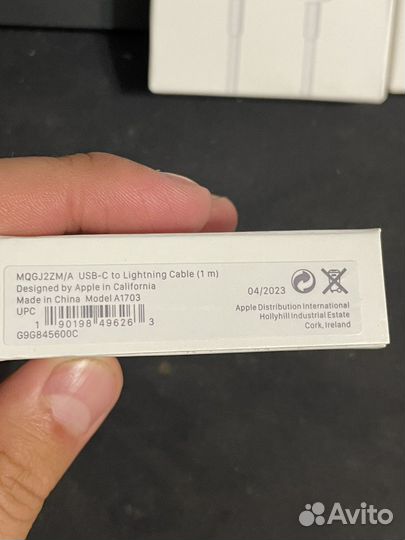 MQGJ2ZM/A USB-C to Lightning Cable (1 m)
Designed by Apple in California
Made in China Model A1703
UPC
1 90198 49626 3
G9G845600C
04/2023
Apple Distribution International
Hollyhill Industrial Estate
Cork, Ireland
Avito